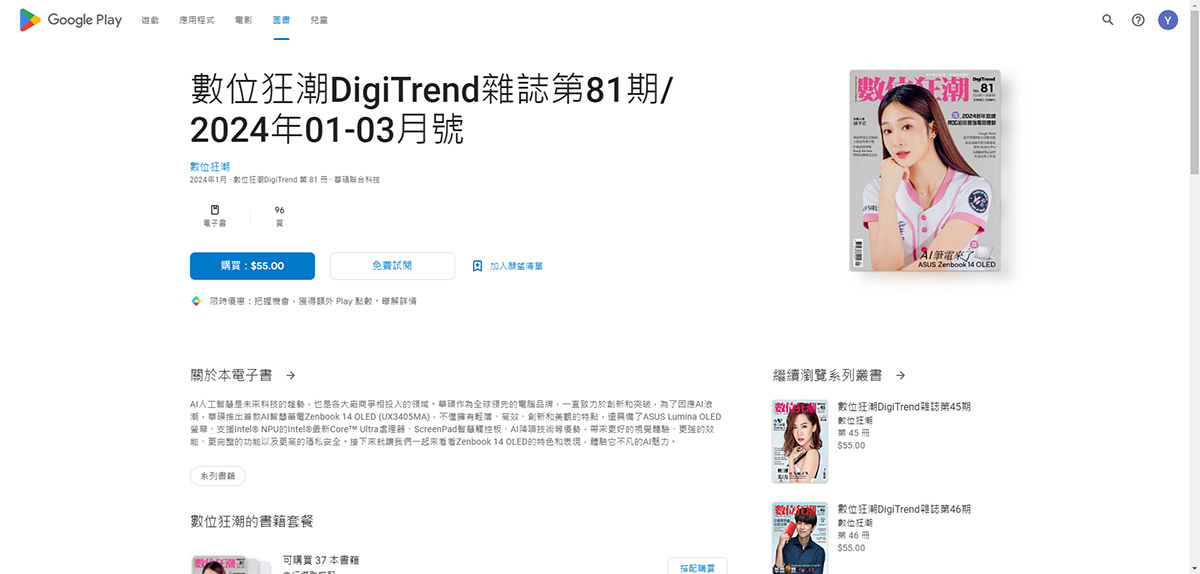 Google Play
遊戲
應用程式
電影
圖書
兒童
Y
數位狂潮DigiTrend雜誌第81期/
2024年01-03月號
數位狂潮
2024年1月 · 數位狂潮DigiTrend 第 81 冊 · 華碩聯合科技
電子書
96
頁
購買：$55.00
免費試閱
加入願望清單
限時優惠：把握機會，獲得額外 Play 點數。瞭解詳情
數位狂潮
DigiTrend
81
AI筆電來了
ASUS Zenbook 14 OLED
關於本電子書
AI人工智慧是未來科技的趨勢，也是各大廠商爭相投入的領域。華碩作為全球領先的電腦品牌，一直致力於創新和突破，為了因應AI浪
潮，華碩推出首款AI智慧筆電Zenbook 14 OLED (UX3405MA)，不僅擁有輕薄、高效、創新和美觀的特點，還具備了ASUS Lumina OLED
螢幕、支援Intel® NPU的Intel®最新Core™ Ultra處理器、ScreenPad智慧觸控板、AI降噪技術等優勢，帶來更好的視覺體驗、更強的效
能、更完整的功能以及更高的隱私安全。接下來就讓我們一起來看看Zenbook 14 OLED的特色和表現，體驗它不凡的AI魅力。
系列書籍
數位狂潮的書籍套餐
可購買 37 本書籍
搭配購買
繼續瀏覽系列叢書
數位狂潮DigiTrend雜誌第45期
數位狂潮
第 45 冊
$55.00
數位狂潮DigiTrend雜誌第46期
數位狂潮
第 46 冊
$55.00